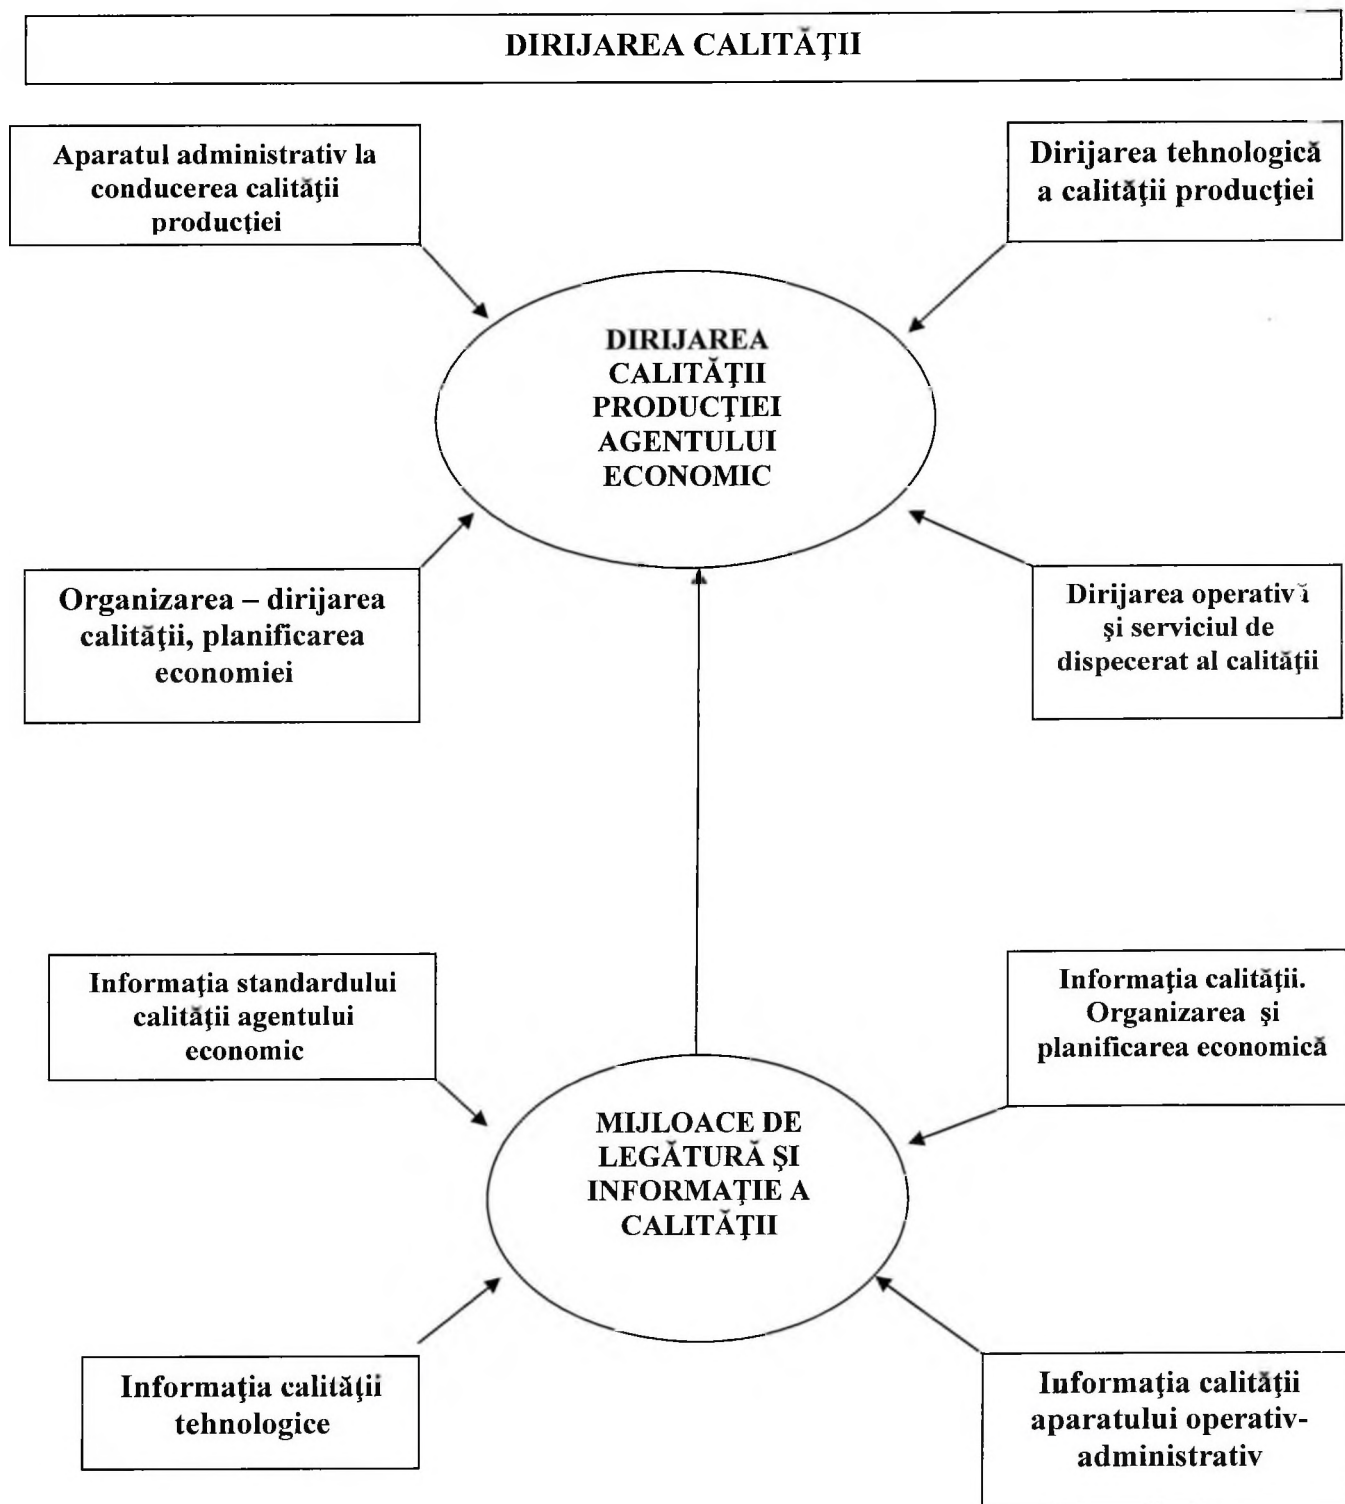 DIRIJAREA CALITĂŢII
Aparatul administrativ la
conducerea calităţii
producţiei
Dirijarea tehnologică
a calităţii producţiei
DIRIJAREA
CALITĂŢII
PRODUCŢIEI
AGENTULUI
ECONOMIC
Organizarea – dirijarea
calităţii, planificarea
economiei
Dirijarea operativă
şi serviciul de
dispecerat al calităţii
Informaţia standardului
calităţii agentului
economic
Informaţia calităţii.
Organizarea şi
planificarea economică
MIJLOACE DE
LEGĂTURĂ ŞI
INFORMAŢIE A
CALITĂŢII
Informaţia calităţii
tehnologice
Informaţia calităţii
aparatului operativ-
administrativ